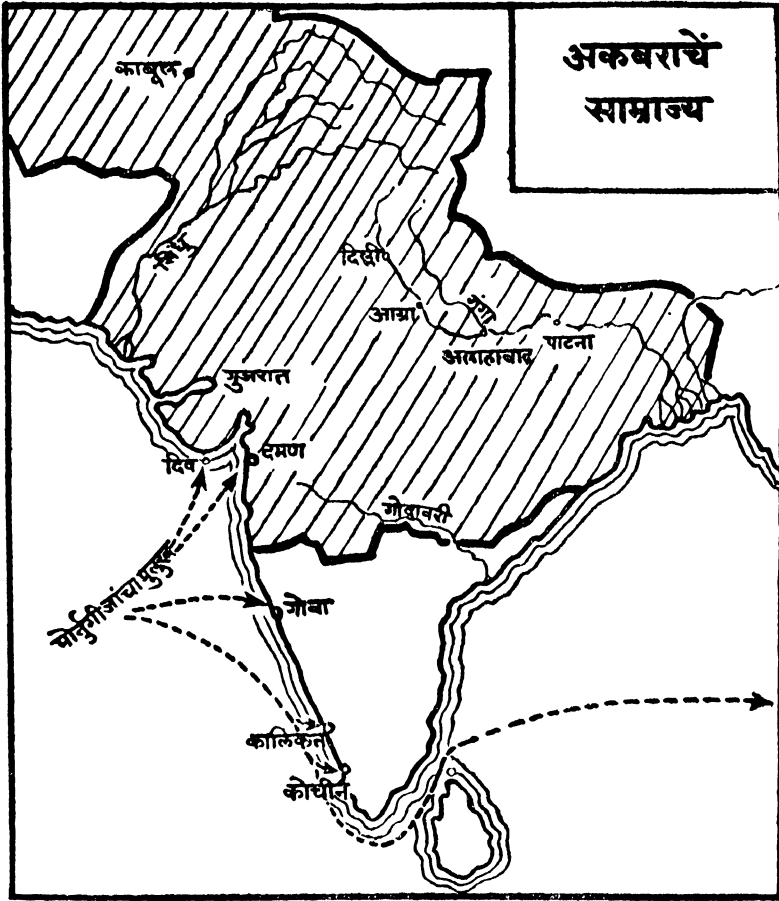 अकबराचें
साम्राज्य
काबूल
सिंधु
दिल्ली
आग्रा
गंगा
अलाहाबाद
पाटना
गुजरात
दिव
दमण
गोदावरी
गोवा
कालिकत
कोचीन